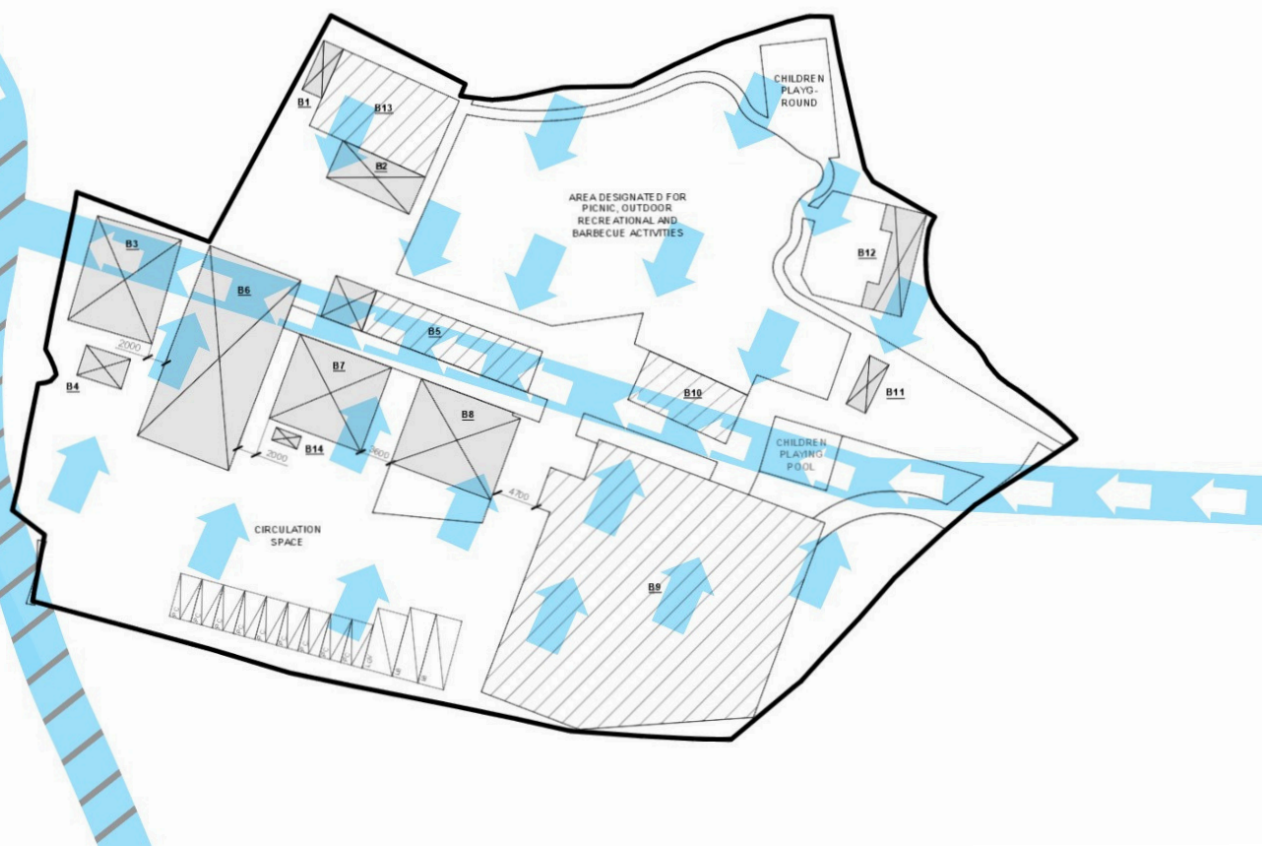 CHILDREN
PLAYG-
ROUND
B1
B13
B2
AREA DESIGNATED FOR
PICNIC, OUTDOOR
RECREATIONAL AND
BARBECUE ACTIVITIES
B3
B12
B6
B5
2000
B7
B4
B10
B11
B8
B14
2000
3600
CHILDREN
PLAYING
POOL
4700
CIRCULATION
SPACE
B9